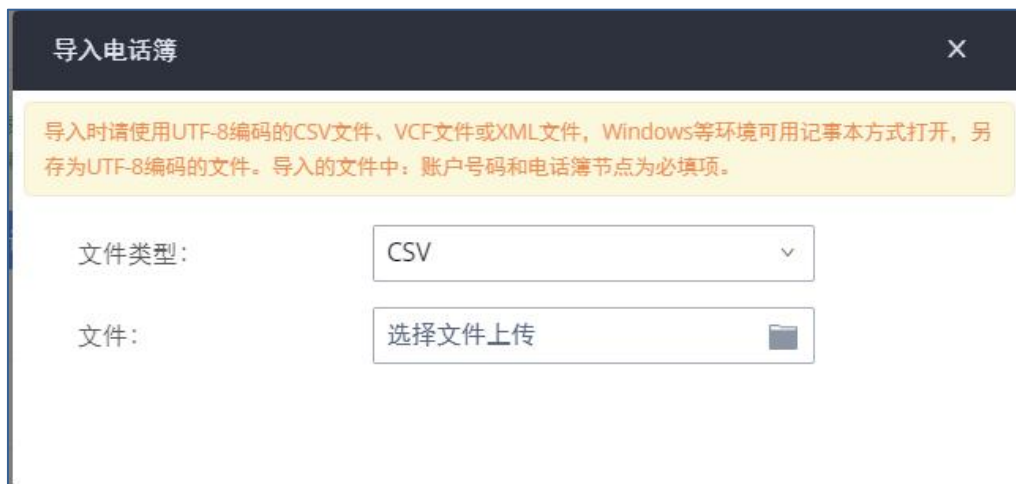 导入电话簿
导入时请使用UTF-8编码的CSV文件、VCF文件或XML文件，Windows等环境可用记事本方式打开，另
存为UTF-8编码的文件。导入的文件中：账户号码和电话簿节点为必填项。
文件类型：
CSV
文件：
选择文件上传